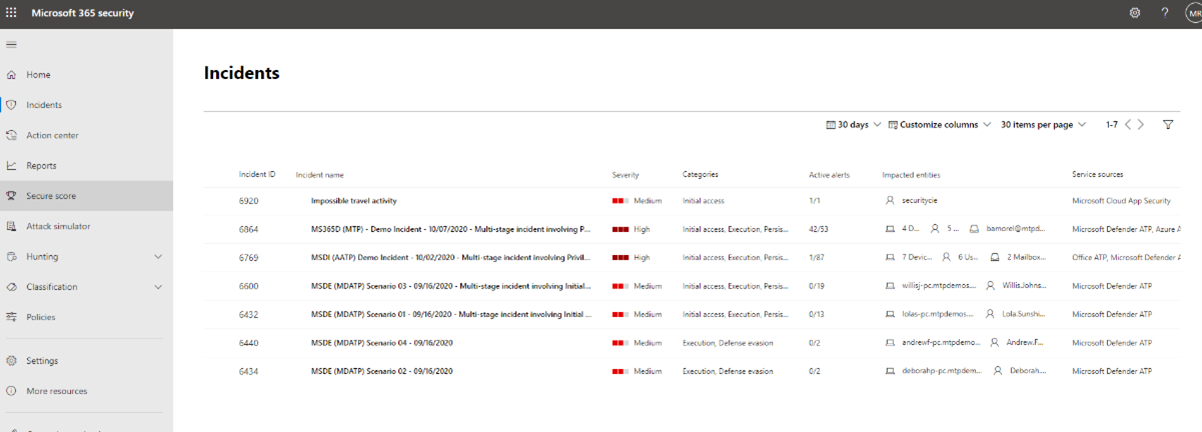 Microsoft 365 security
? MR
Home
Incidents
Action center
Reports
Secure score
Attack simulator
Hunting
Classification
Policies
Settings
More resources
Incidents
30 days Customize columns 30 items per page 1-7
Incident ID Incident name Severity Categories Active alerts Impacted entities Service sources
6920 Impossible travel activity Medium Initial access 1/1 securitycie Microsoft Cloud App Security
6864 MS365D (MTP) - Demo Incident - 10/07/2020 - Multi-stage incident involving P... High Initial access, Execution, Persis... 42/53 4 D... 5 ... bamorel@mtpd... Microsoft Defender ATP, Azure A
6769 MSDI (AATP) Demo Incident - 10/02/2020 - Multi-stage incident involving Privil... High Initial access, Execution, Persis... 1/87 7 Devic... 6 Us... 2 Mailbox... Office ATP, Microsoft Defender A
6600 MSDE (MDATP) Scenario 03 - 09/16/2020 - Multi-stage incident involving Initial... Medium Initial access, Execution, Persis... 0/19 willisj-pc.mtpdemos... Willis.Johns... Microsoft Defender ATP
6432 MSDE (MDATP) Scenario 01 - 09/16/2020 - Multi-stage incident involving Initial ... Medium Initial access, Execution, Persis... 0/13 lolas-pc.mtpdemos.... Lola.Sunshi... Microsoft Defender ATP
6440 MSDE (MDATP) Scenario 04 - 09/16/2020 Medium Execution, Defense evasion 0/2 andrewf-pc.mtpdemo... Andrew.F... Microsoft Defender ATP
6434 MSDE (MDATP) Scenario 02 - 09/16/2020 Medium Execution, Defense evasion 0/2 deborahp-pc.mtpdem... Deborah.... Microsoft Defender ATP